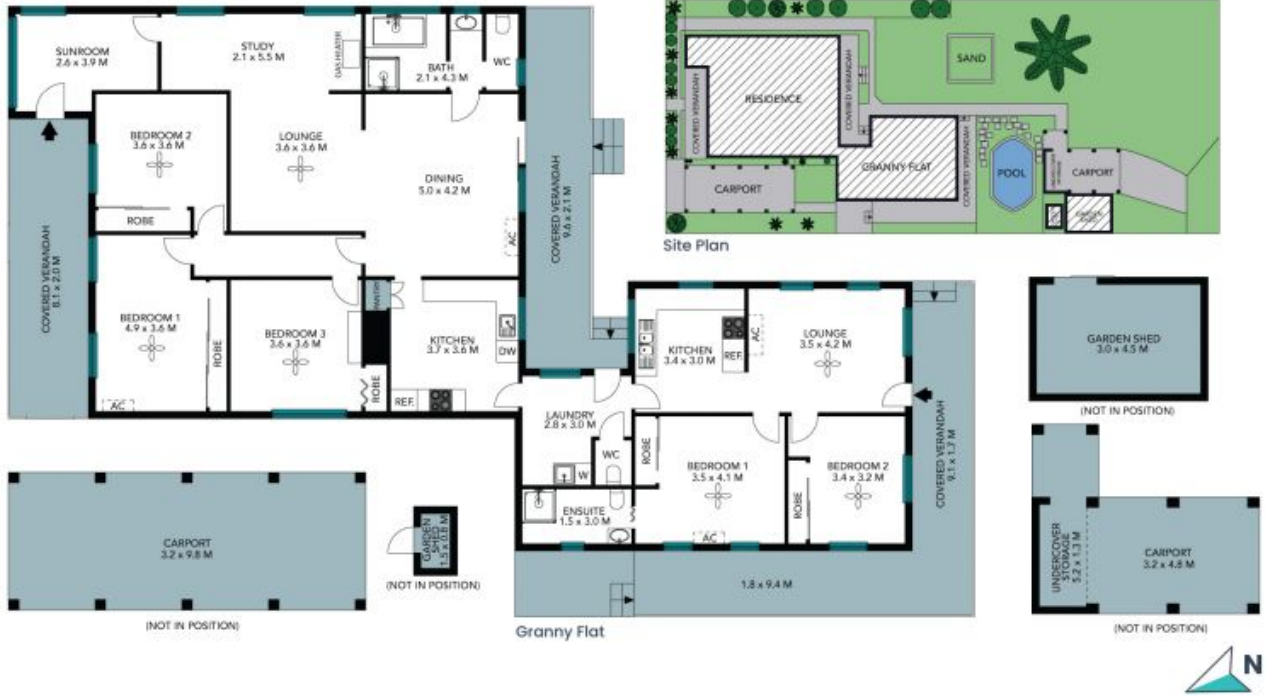 SUNROOM
2.6 x 3.9 M
STUDY
2.1 x 5.5 M
GAS HEATER
BATH
2.1 x 4.3 M
WC
BEDROOM 2
3.6 x 3.6 M
ROBE
LOUNGE
3.6 x 3.6 M
DINING
5.0 x 4.2 M
AC
COVERED VERANDAH
9.6 x 2.1 M
COVERED VERANDAH
8.1 x 2.0 M
BEDROOM 1
4.9 x 3.6 M
ROBE
AC
BEDROOM 3
3.6 x 3.6 M
ROBE
PANTRY
KITCHEN
3.7 x 3.6 M
DW
REF.
RESIDENCE
COVERED VERANDAH
COVERED VERANDAH
CARPORT
GRANNY FLAT
COVERED VERANDAH
SAND
POOL
CARPORT
Site Plan
KITCHEN
3.4 x 3.0 M
REF.
AC
LOUNGE
3.5 x 4.2 M
LAUNDRY
2.8 x 3.0 M
W
WC
ROBE
BEDROOM 1
3.5 x 4.1 M
AC
ROBE
BEDROOM 2
3.4 x 3.2 M
ENSUITE
1.5 x 3.0 M
COVERED VERANDAH
9.1 x 1.7 M
1.8 x 9.4 M
Granny Flat
GARDEN SHED
3.0 x 4.5 M
(NOT IN POSITION)
CARPORT
3.2 x 9.8 M
(NOT IN POSITION)
GARDEN
SHED
1.5 x 0.8 M
(NOT IN POSITION)
UNDERCOVER
STORAGE
5.2 x 1.3 M
CARPORT
3.2 x 4.8 M
(NOT IN POSITION)
N